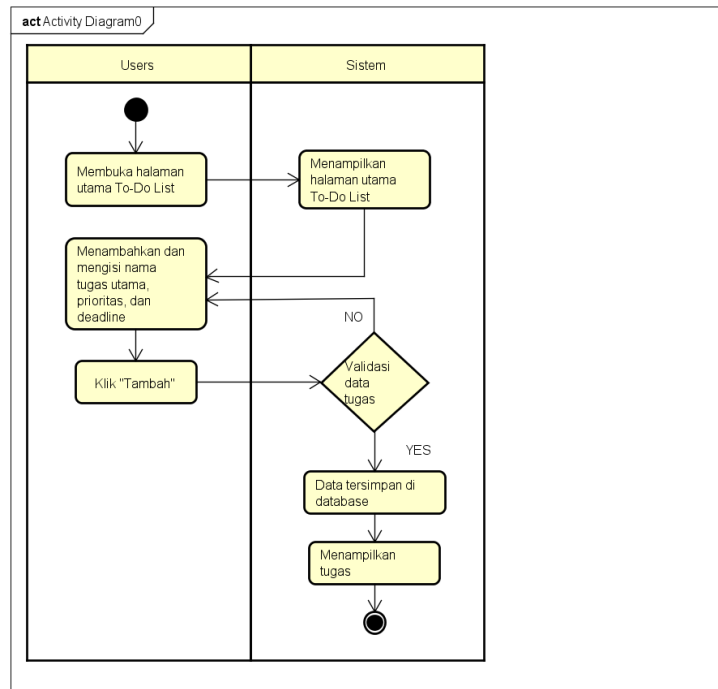 act Activity Diagram0
Users
Sistem
Membuka halaman
utama To-Do List
Menampilkan
halaman utama
To-Do List
Menambahkan dan
mengisi nama
tugas utama,
prioritas, dan
deadline
NO
Klik "Tambah"
Validasi
data
tugas
YES
Data tersimpan di
database
Menampilkan
tugas